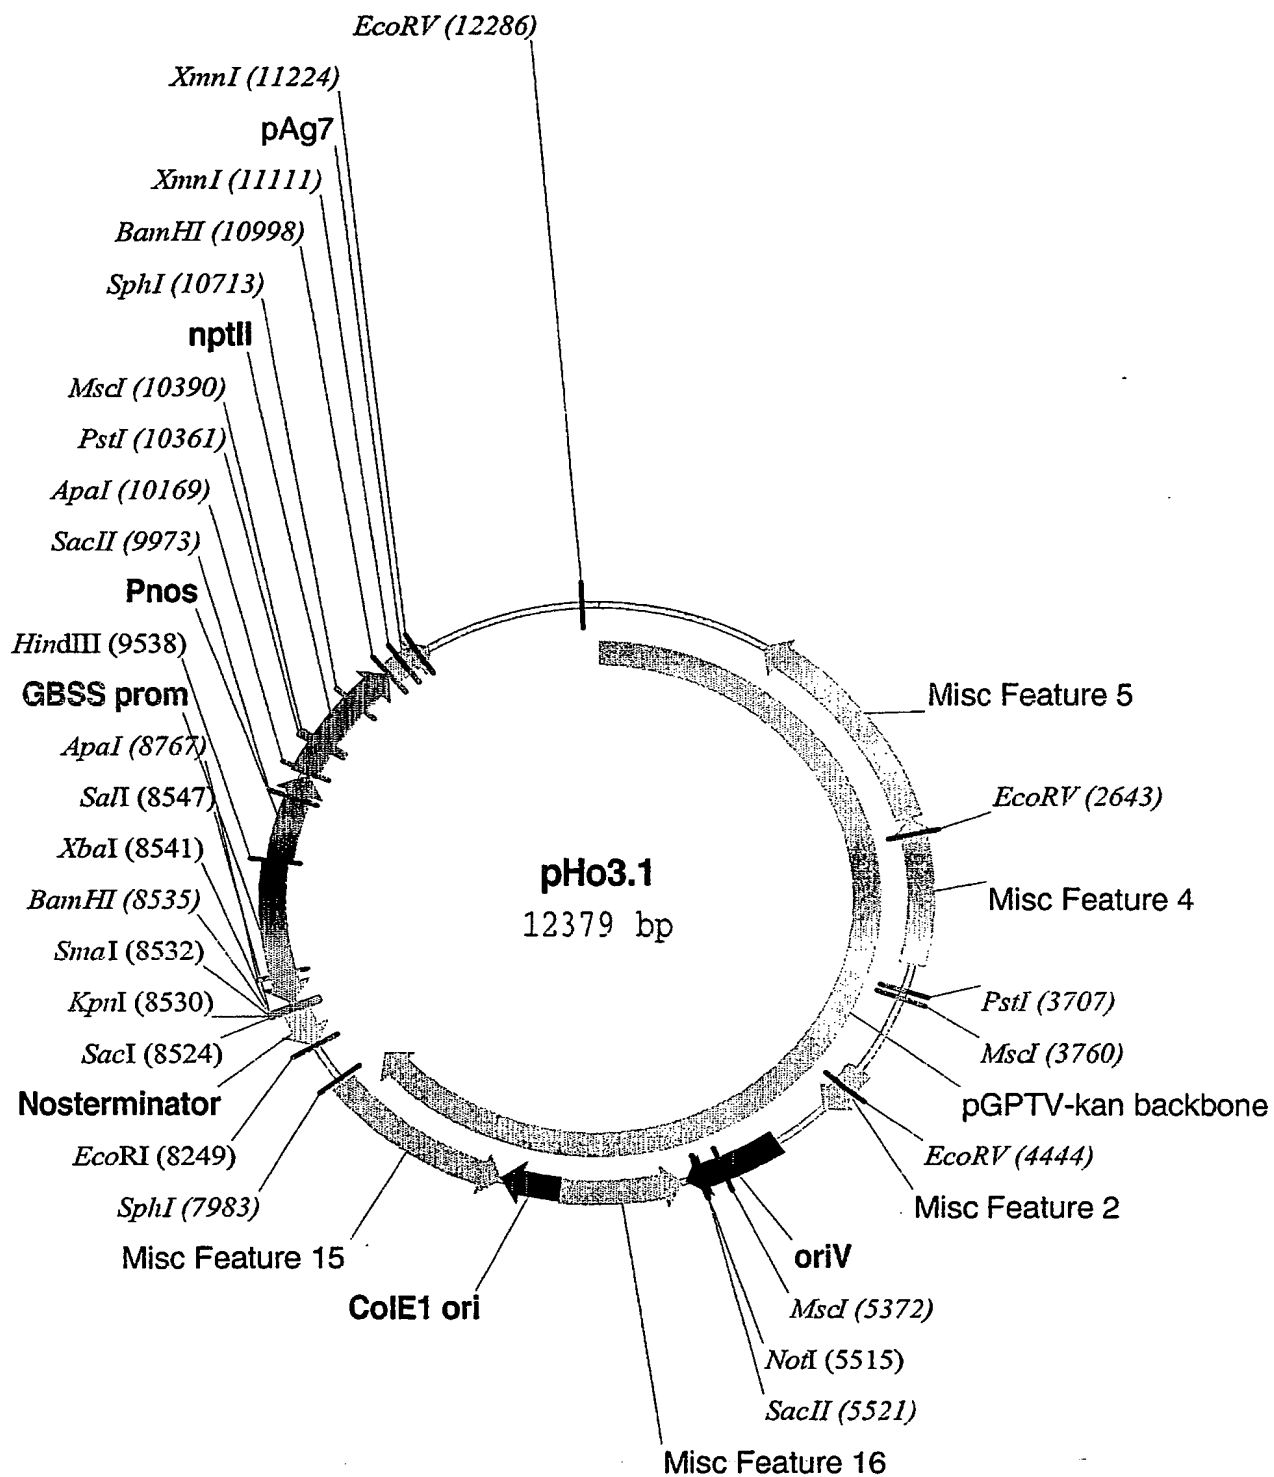 EcoRV (12286)
XmnI (11224)
pAg7
XmnI (11111)
BamHI (10998)
SphI (10713)
nptII
MscI (10390)
PstI (10361)
ApaI (10169)
SacII (9973)
Pnos
HindIII (9538)
GBSS prom
ApaI (8767)
SalI (8547)
XbaI (8541)
BamHI (8535)
SmaI (8532)
KpnI (8530)
SacI (8524)
Nosterminator
EcoRI (8249)
SphI (7983)
Misc Feature 15
ColE1 ori
pHo3.1
12379 bp
Misc Feature 5
EcoRV (2643)
Misc Feature 4
PstI (3707)
MscI (3760)
pGPTV-kan backbone
EcoRV (4444)
Misc Feature 2
oriV
MscI (5372)
NotI (5515)
SacII (5521)
Misc Feature 16